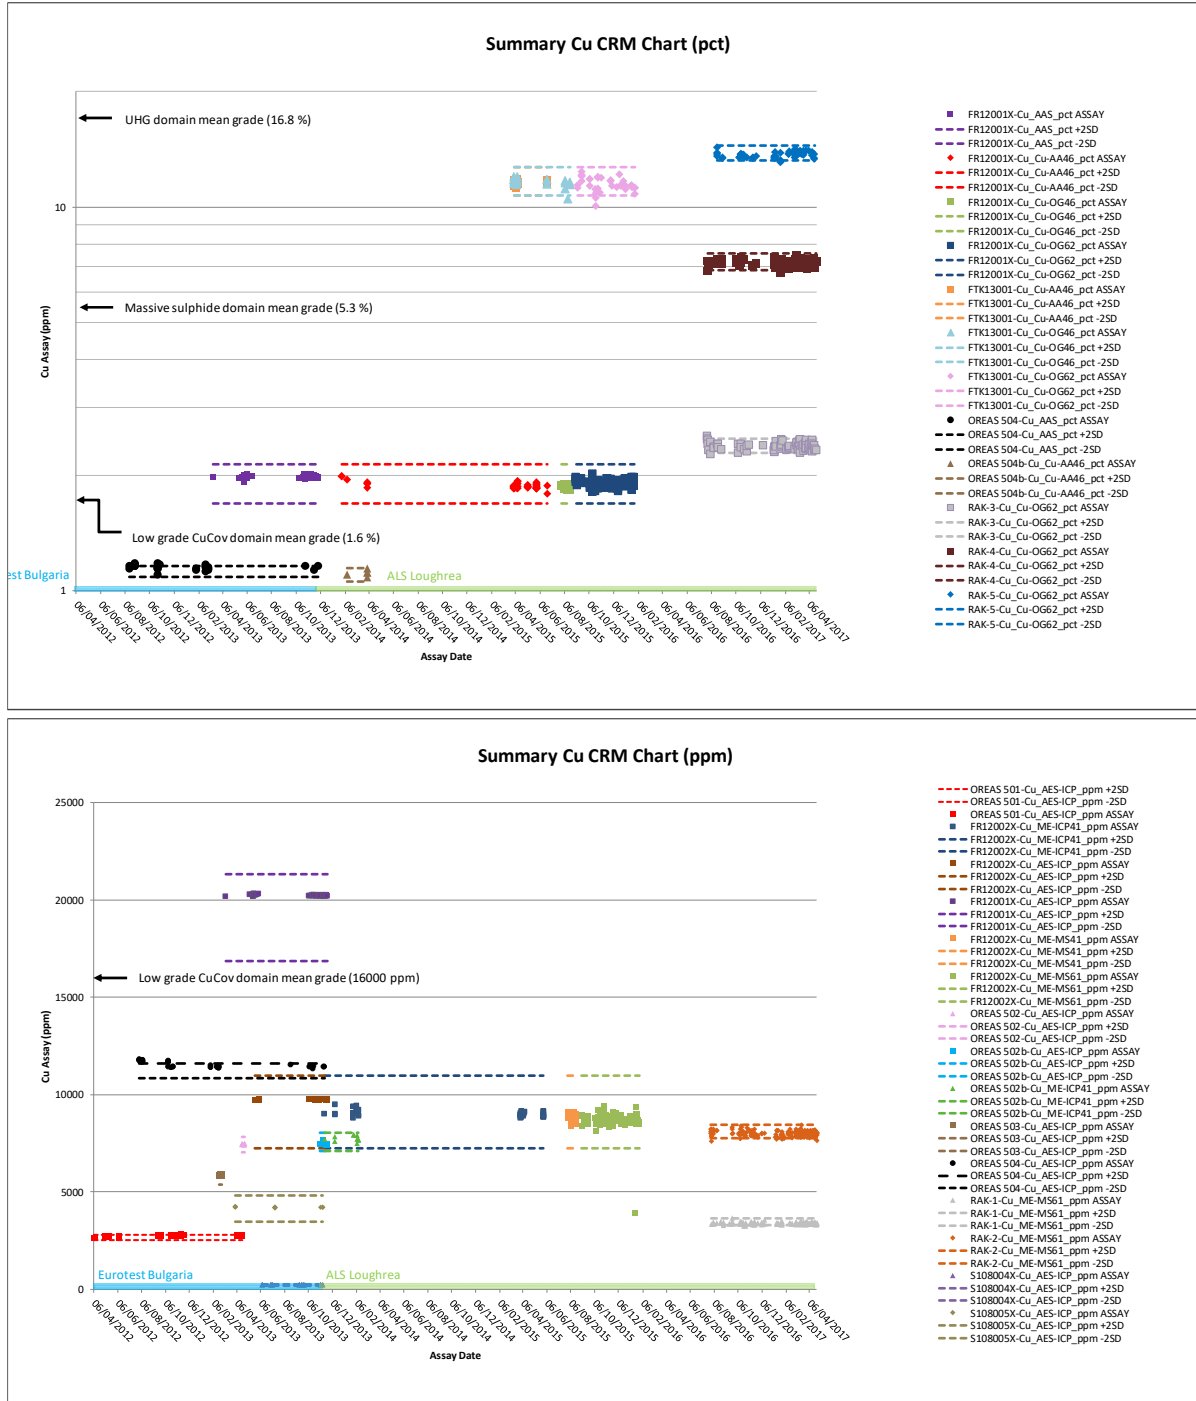 Summary Cu CRM Chart (pct)
UHG domain mean grade (16.8 %)
10
Massive sulphide domain mean grade (5.3 %)
Cu Assay (ppm)
Low grade CuCov domain mean grade (1.6 %)
est Bulgaria
ALS Loughrea
1
06/04/2012
06/06/2012
06/08/2012
06/10/2012
06/12/2012
06/02/2013
06/04/2013
06/06/2013
06/08/2013
06/10/2013
06/12/2013
06/02/2014
06/04/2014
06/06/2014
06/08/2014
06/10/2014
06/12/2014
06/02/2015
06/04/2015
06/06/2015
06/08/2015
06/10/2015
06/12/2015
06/02/2016
06/04/2016
06/06/2016
06/08/2016
06/10/2016
06/12/2016
06/02/2017
06/04/2017
Assay Date
FR12001X-Cu_AAS_pct ASSAY
FR12001X-Cu_AAS_pct +2SD
FR12001X-Cu_AAS_pct -2SD
FR12001X-Cu_Cu-AA46_pct ASSAY
FR12001X-Cu_Cu-AA46_pct +2SD
FR12001X-Cu_Cu-AA46_pct -2SD
FR12001X-Cu_Cu-OG46_pct ASSAY
FR12001X-Cu_Cu-OG46_pct +2SD
FR12001X-Cu_Cu-OG46_pct -2SD
FR12001X-Cu_Cu-OG62_pct ASSAY
FR12001X-Cu_Cu-OG62_pct +2SD
FR12001X-Cu_Cu-OG62_pct -2SD
FTK13001-Cu_Cu-AA46_pct ASSAY
FTK13001-Cu_Cu-AA46_pct +2SD
FTK13001-Cu_Cu-AA46_pct -2SD
FTK13001-Cu_Cu-OG46_pct ASSAY
FTK13001-Cu_Cu-OG46_pct +2SD
FTK13001-Cu_Cu-OG46_pct -2SD
FTK13001-Cu_Cu-OG62_pct ASSAY
FTK13001-Cu_Cu-OG62_pct +2SD
FTK13001-Cu_Cu-OG62_pct -2SD
OREAS 504-Cu_AAS_pct ASSAY
OREAS 504-Cu_AAS_pct +2SD
OREAS 504-Cu_AAS_pct -2SD
OREAS 504b-Cu_Cu-AA46_pct ASSAY
OREAS 504b-Cu_Cu-AA46_pct +2SD
OREAS 504b-Cu_Cu-AA46_pct -2SD
RAK-3-Cu_Cu-OG62_pct ASSAY
RAK-3-Cu_Cu-OG62_pct +2SD
RAK-3-Cu_Cu-OG62_pct -2SD
RAK-4-Cu_Cu-OG62_pct ASSAY
RAK-4-Cu_Cu-OG62_pct +2SD
RAK-4-Cu_Cu-OG62_pct -2SD
RAK-5-Cu_Cu-OG62_pct ASSAY
RAK-5-Cu_Cu-OG62_pct +2SD
RAK-5-Cu_Cu-OG62_pct -2SD
Summary Cu CRM Chart (ppm)
25000
20000
Low grade CuCov domain mean grade (16000 ppm)
15000
Cu Assay (ppm)
10000
5000
Eurotest Bulgaria
ALS Loughrea
0
06/04/2012
06/06/2012
06/08/2012
06/10/2012
06/12/2012
06/02/2013
06/04/2013
06/06/2013
06/08/2013
06/10/2013
06/12/2013
06/02/2014
06/04/2014
06/06/2014
06/08/2014
06/10/2014
06/12/2014
06/02/2015
06/04/2015
06/06/2015
06/08/2015
06/10/2015
06/12/2015
06/02/2016
06/04/2016
06/06/2016
06/08/2016
06/10/2016
06/12/2016
06/02/2017
06/04/2017
Assay Date
OREAS 501-Cu_AES-ICP_ppm +2SD
OREAS 501-Cu_AES-ICP_ppm -2SD
OREAS 501-Cu_AES-ICP_ppm ASSAY
FR12002X-Cu_ME-ICP41_ppm ASSAY
FR12002X-Cu_ME-ICP41_ppm +2SD
FR12002X-Cu_ME-ICP41_ppm -2SD
FR12002X-Cu_AES-ICP_ppm ASSAY
FR12002X-Cu_AES-ICP_ppm +2SD
FR12002X-Cu_AES-ICP_ppm -2SD
FR12001X-Cu_AES-ICP_ppm ASSAY
FR12001X-Cu_AES-ICP_ppm +2SD
FR12001X-Cu_AES-ICP_ppm -2SD
FR12002X-Cu_ME-MS41_ppm ASSAY
FR12002X-Cu_ME-MS41_ppm +2SD
FR12002X-Cu_ME-MS41_ppm -2SD
FR12002X-Cu_ME-MS61_ppm ASSAY
FR12002X-Cu_ME-MS61_ppm +2SD
FR12002X-Cu_ME-MS61_ppm -2SD
OREAS 502-Cu_AES-ICP_ppm ASSAY
OREAS 502-Cu_AES-ICP_ppm +2SD
OREAS 502-Cu_AES-ICP_ppm -2SD
OREAS 502b-Cu_AES-ICP_ppm ASSAY
OREAS 502b-Cu_AES-ICP_ppm +2SD
OREAS 502b-Cu_AES-ICP_ppm -2SD
OREAS 502b-Cu_ME-ICP41_ppm ASSAY
OREAS 502b-Cu_ME-ICP41_ppm +2SD
OREAS 502b-Cu_ME-ICP41_ppm -2SD
OREAS 503-Cu_AES-ICP_ppm ASSAY
OREAS 503-Cu_AES-ICP_ppm +2SD
OREAS 503-Cu_AES-ICP_ppm -2SD
OREAS 504-Cu_AES-ICP_ppm ASSAY
OREAS 504-Cu_AES-ICP_ppm +2SD
OREAS 504-Cu_AES-ICP_ppm -2SD
RAK-1-Cu_ME-MS61_ppm ASSAY
RAK-1-Cu_ME-MS61_ppm +2SD
RAK-1-Cu_ME-MS61_ppm -2SD
RAK-2-Cu_ME-MS61_ppm ASSAY
RAK-2-Cu_ME-MS61_ppm +2SD
RAK-2-Cu_ME-MS61_ppm -2SD
S108004X-Cu_AES-ICP_ppm ASSAY
S108004X-Cu_AES-ICP_ppm +2SD
S108004X-Cu_AES-ICP_ppm -2SD
S108005X-Cu_AES-ICP_ppm ASSAY
S108005X-Cu_AES-ICP_ppm +2SD
S108005X-Cu_AES-ICP_ppm -2SD